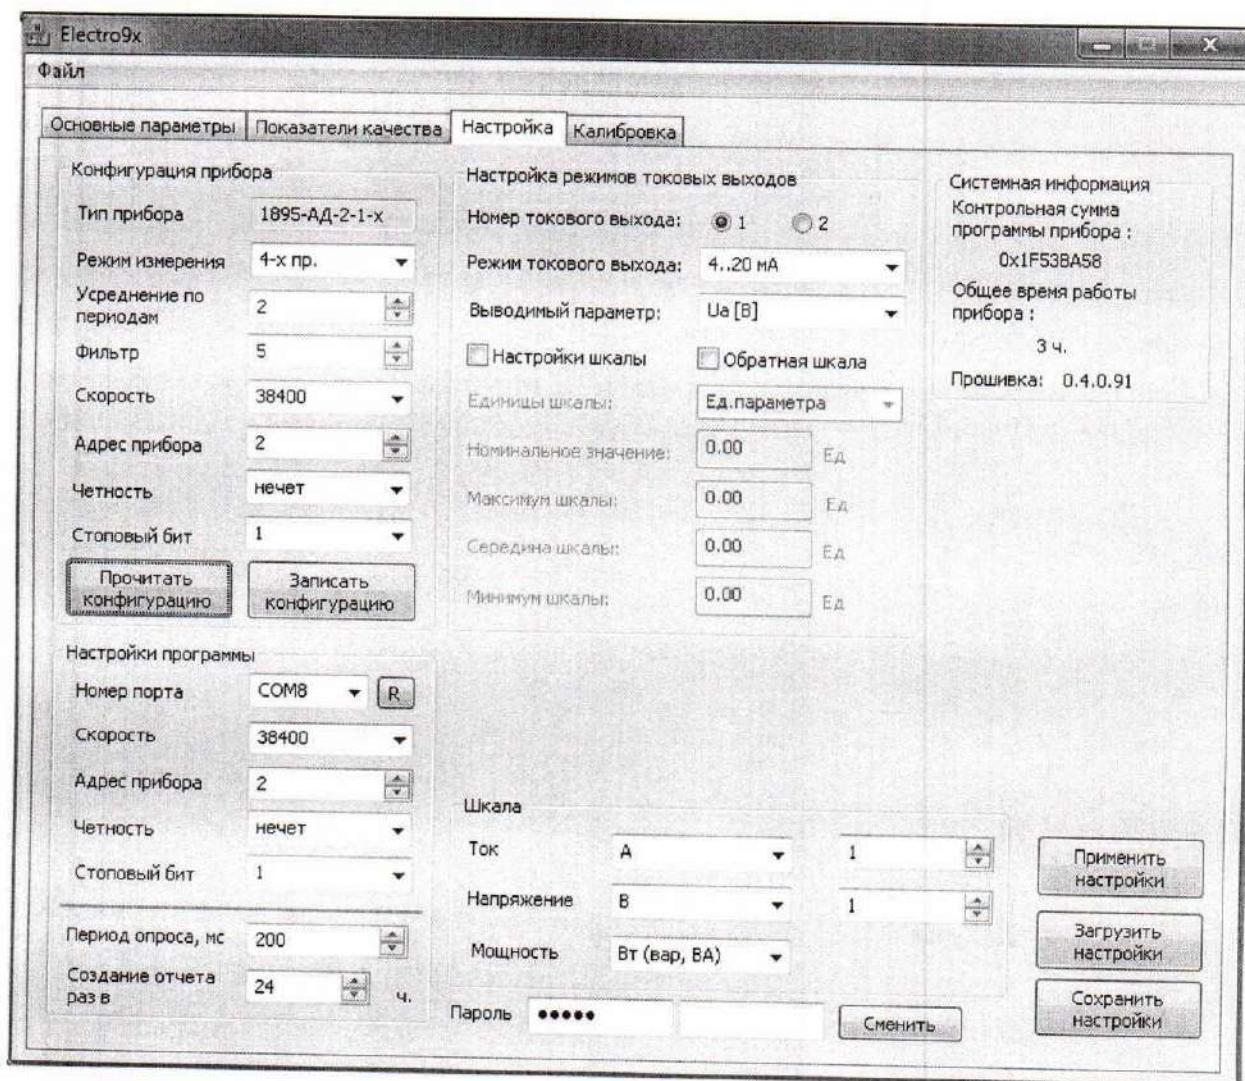 Electro9x
Файл
Основные параметры
Показатели качества
Настройка
Калибровка
Конфигурация прибора
Тип прибора
1895-АД-2-1-х
Режим измерения
4-х пр.
Усреднение по
периодам
2
Фильтр
5
Скорость
38400
Адрес прибора
2
Четность
нечет
Стоповый бит
1
Прочитать
конфигурацию
Записать
конфигурацию
Настройка режимов токовых выходов
Номер токового выхода:
1
2
Режим токового выхода:
4..20 мА
Выводимый параметр:
Ua [В]
Настройки шкалы
Обратная шкала
Единицы шкалы:
Ед.параметра
Номинальное значение:
0.00
Ед
Максимум шкалы:
0.00
Ед
Середина шкалы:
0.00
Ед
Минимум шкалы:
0.00
Ед
Системная информация
Контрольная сумма
программы прибора :
0x1F53BA58
Общее время работы
прибора :
3 ч.
Прошивка: 0.4.0.91
Настройки программы
Номер порта
COM8
R
Скорость
38400
Адрес прибора
2
Четность
нечет
Стоповый бит
1
Период опроса, мс
200
Создание отчета
раз в
24
ч.
Шкала
Ток
А
1
Напряжение
В
1
Мощность
Вт (вар, ВА)
Пароль
●●●●●
Сменить
Применить
настройки
Загрузить
настройки
Сохранить
настройки